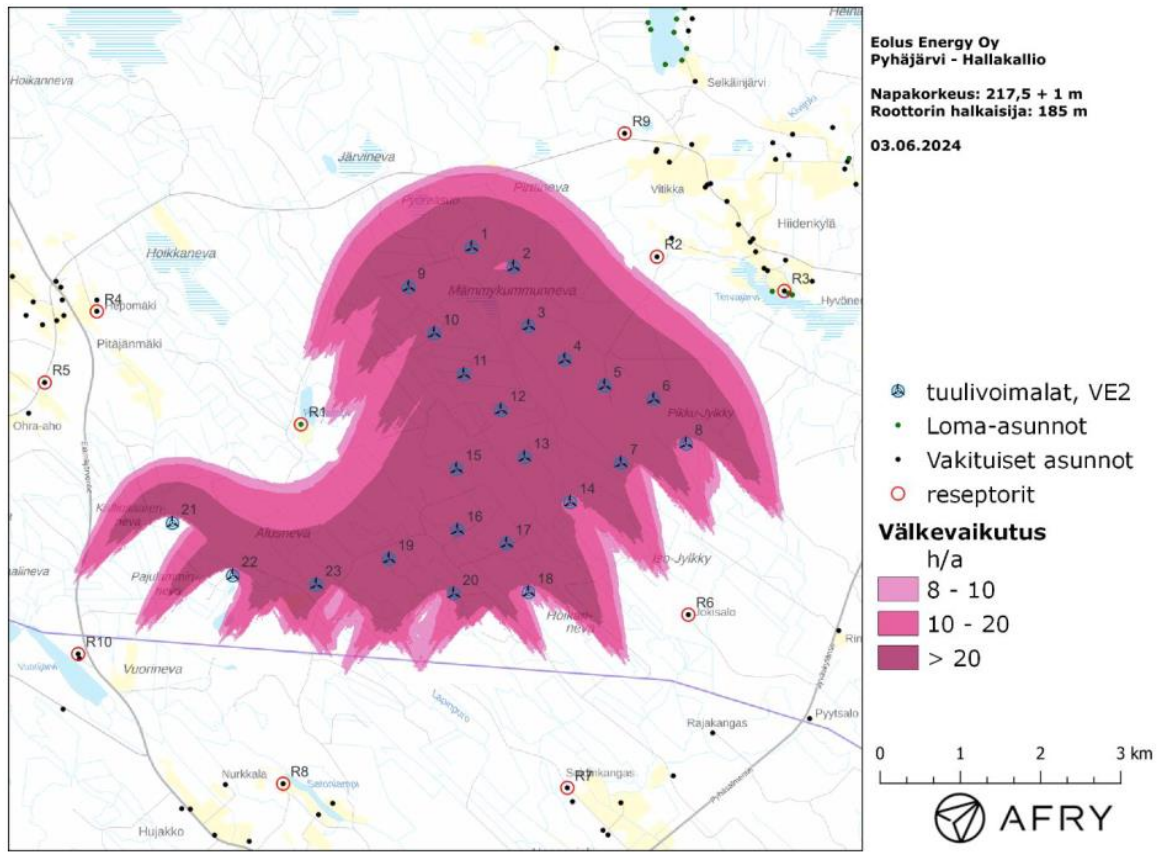 Eolus Energy Oy
Pyhäjärvi - Hallakallio
Napakorkeus: 217,5 + 1 m
Roottorin halkaisija: 185 m
03.06.2024
Hoikanneva
Järvineva
R9
Selkäinjärvi
Vitikka
Hiidenkylä
Hoikkaneva
R2
R3
1
2
9
Mämmykummunneva
R4
Pitäjänmäki
10
3
4
11
5
6
R5
12
Pikku-Jylkky
Ohra-aho
R1
8
13
7
15
14
21
16
17
Alusneva
Iso-Jylkky
19
22
23
20
18
R6
Jokisalo
R10
Vuorineva
Rajakangas
Pyytsalo
Nurkkala
R8
R7
Hujakko
tuulivoimalat, VE2
Loma-asunnot
Vakituiset asunnot
reseptorit
Välkevaikutus
h/a
8 - 10
10 - 20
> 20
0 1 2 3 km
AFRY